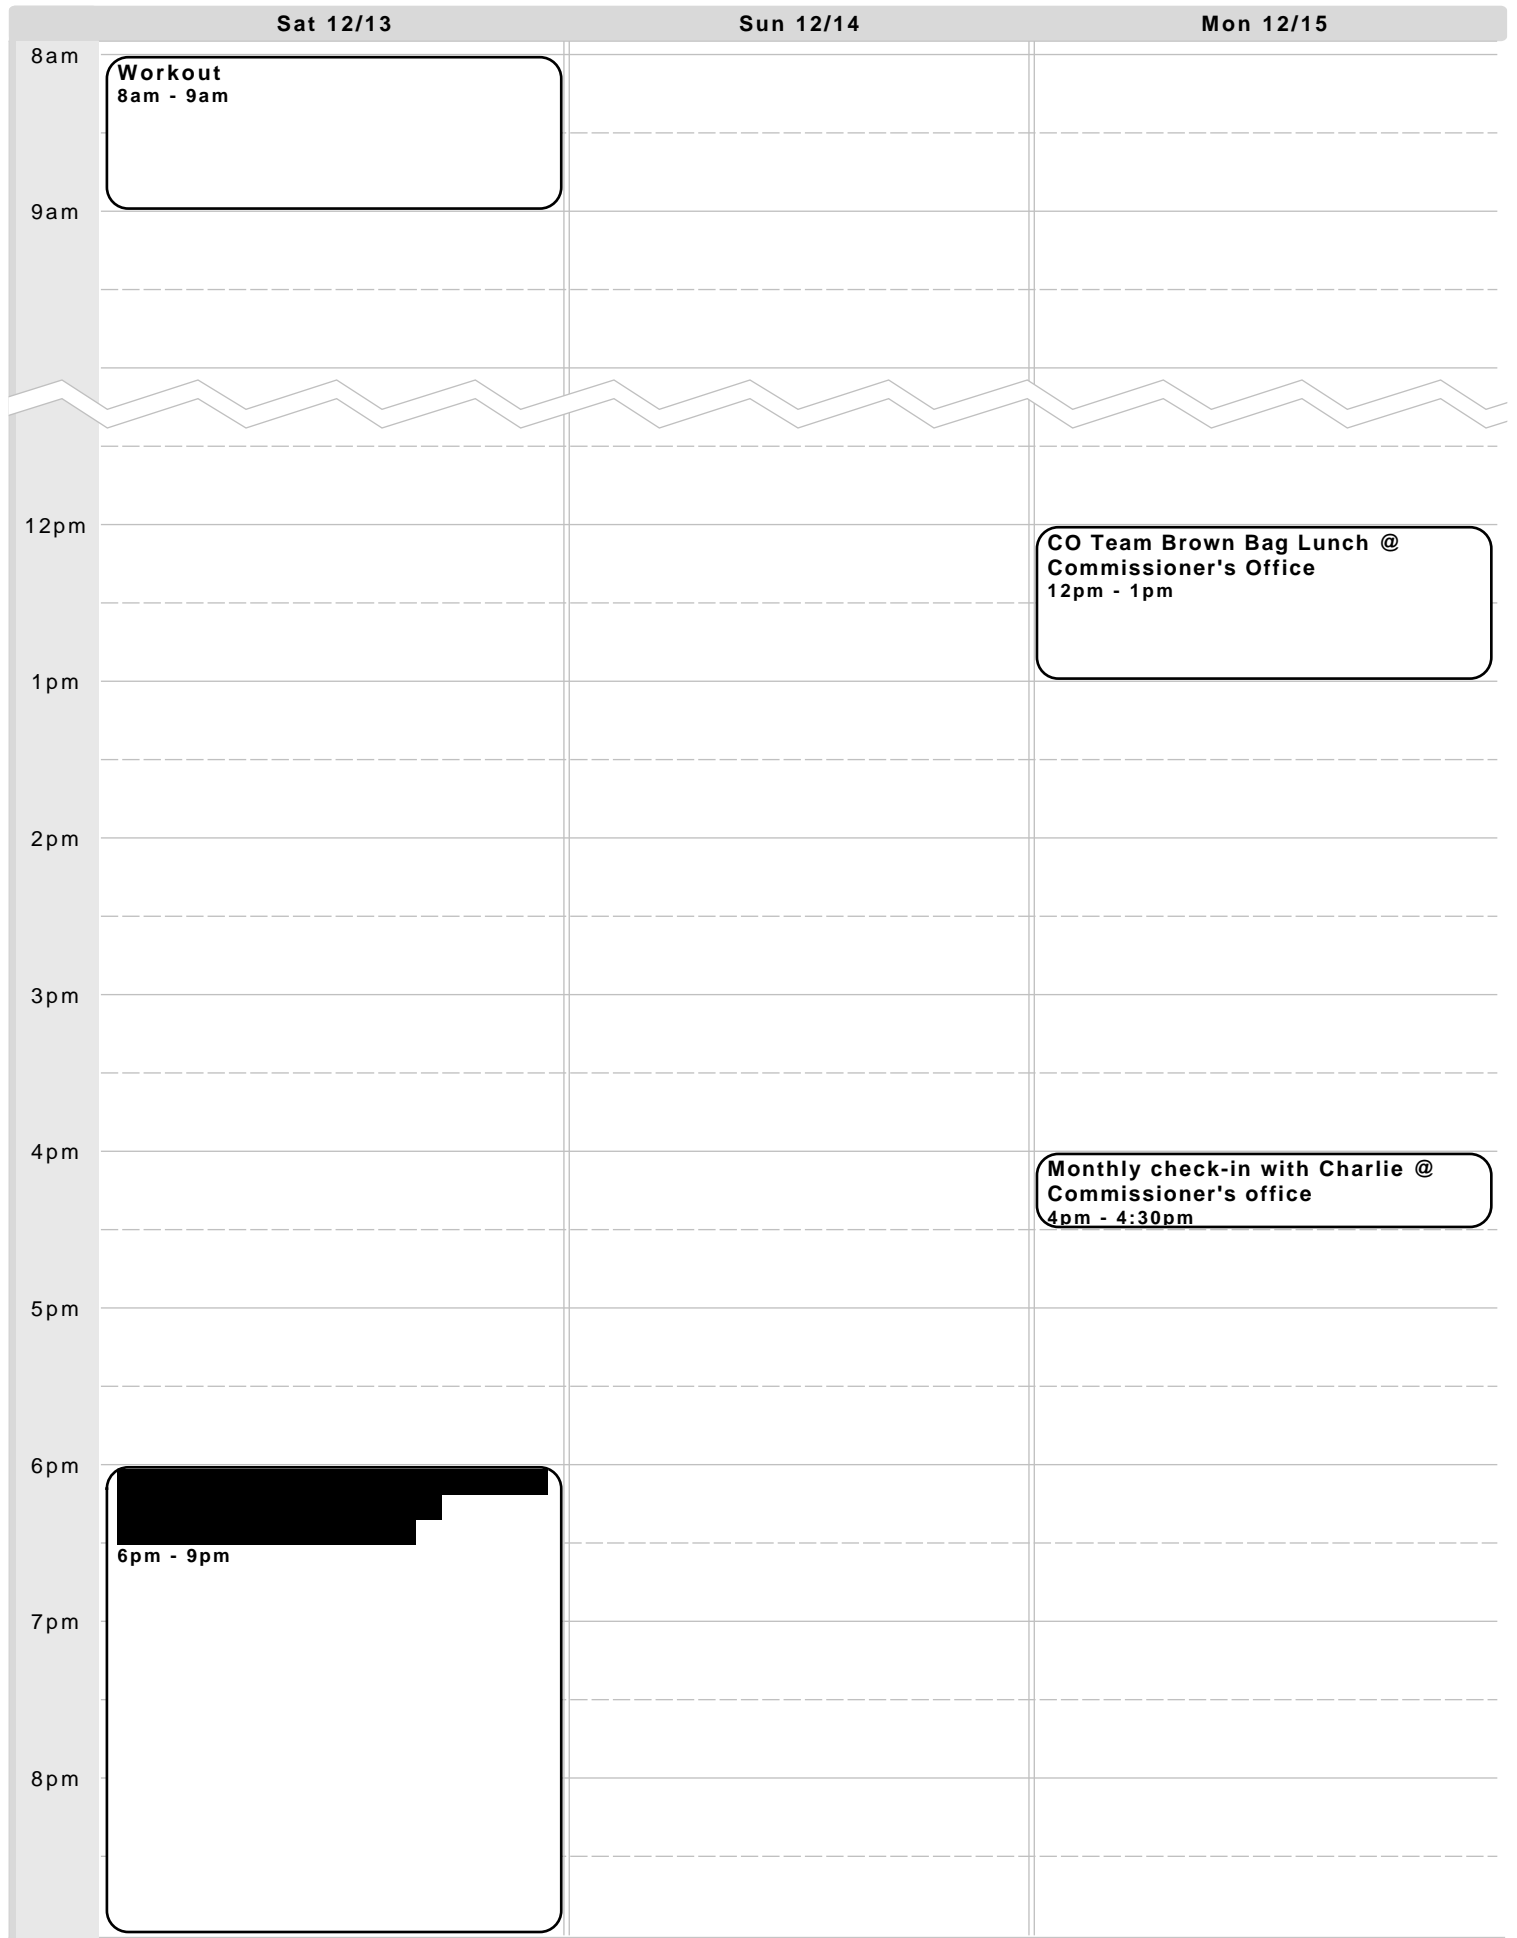 Sat 12/13 Sun 12/14 Mon 12/15
8am
Workout
8am - 9am
9am
12pm
CO Team Brown Bag Lunch @
Commissioner's Office
12pm - 1pm
1pm
2pm
3pm
4pm
Monthly check-in with Charlie @
Commissioner's office
4pm - 4:30pm
5pm
6pm
6pm - 9pm
7pm
8pm